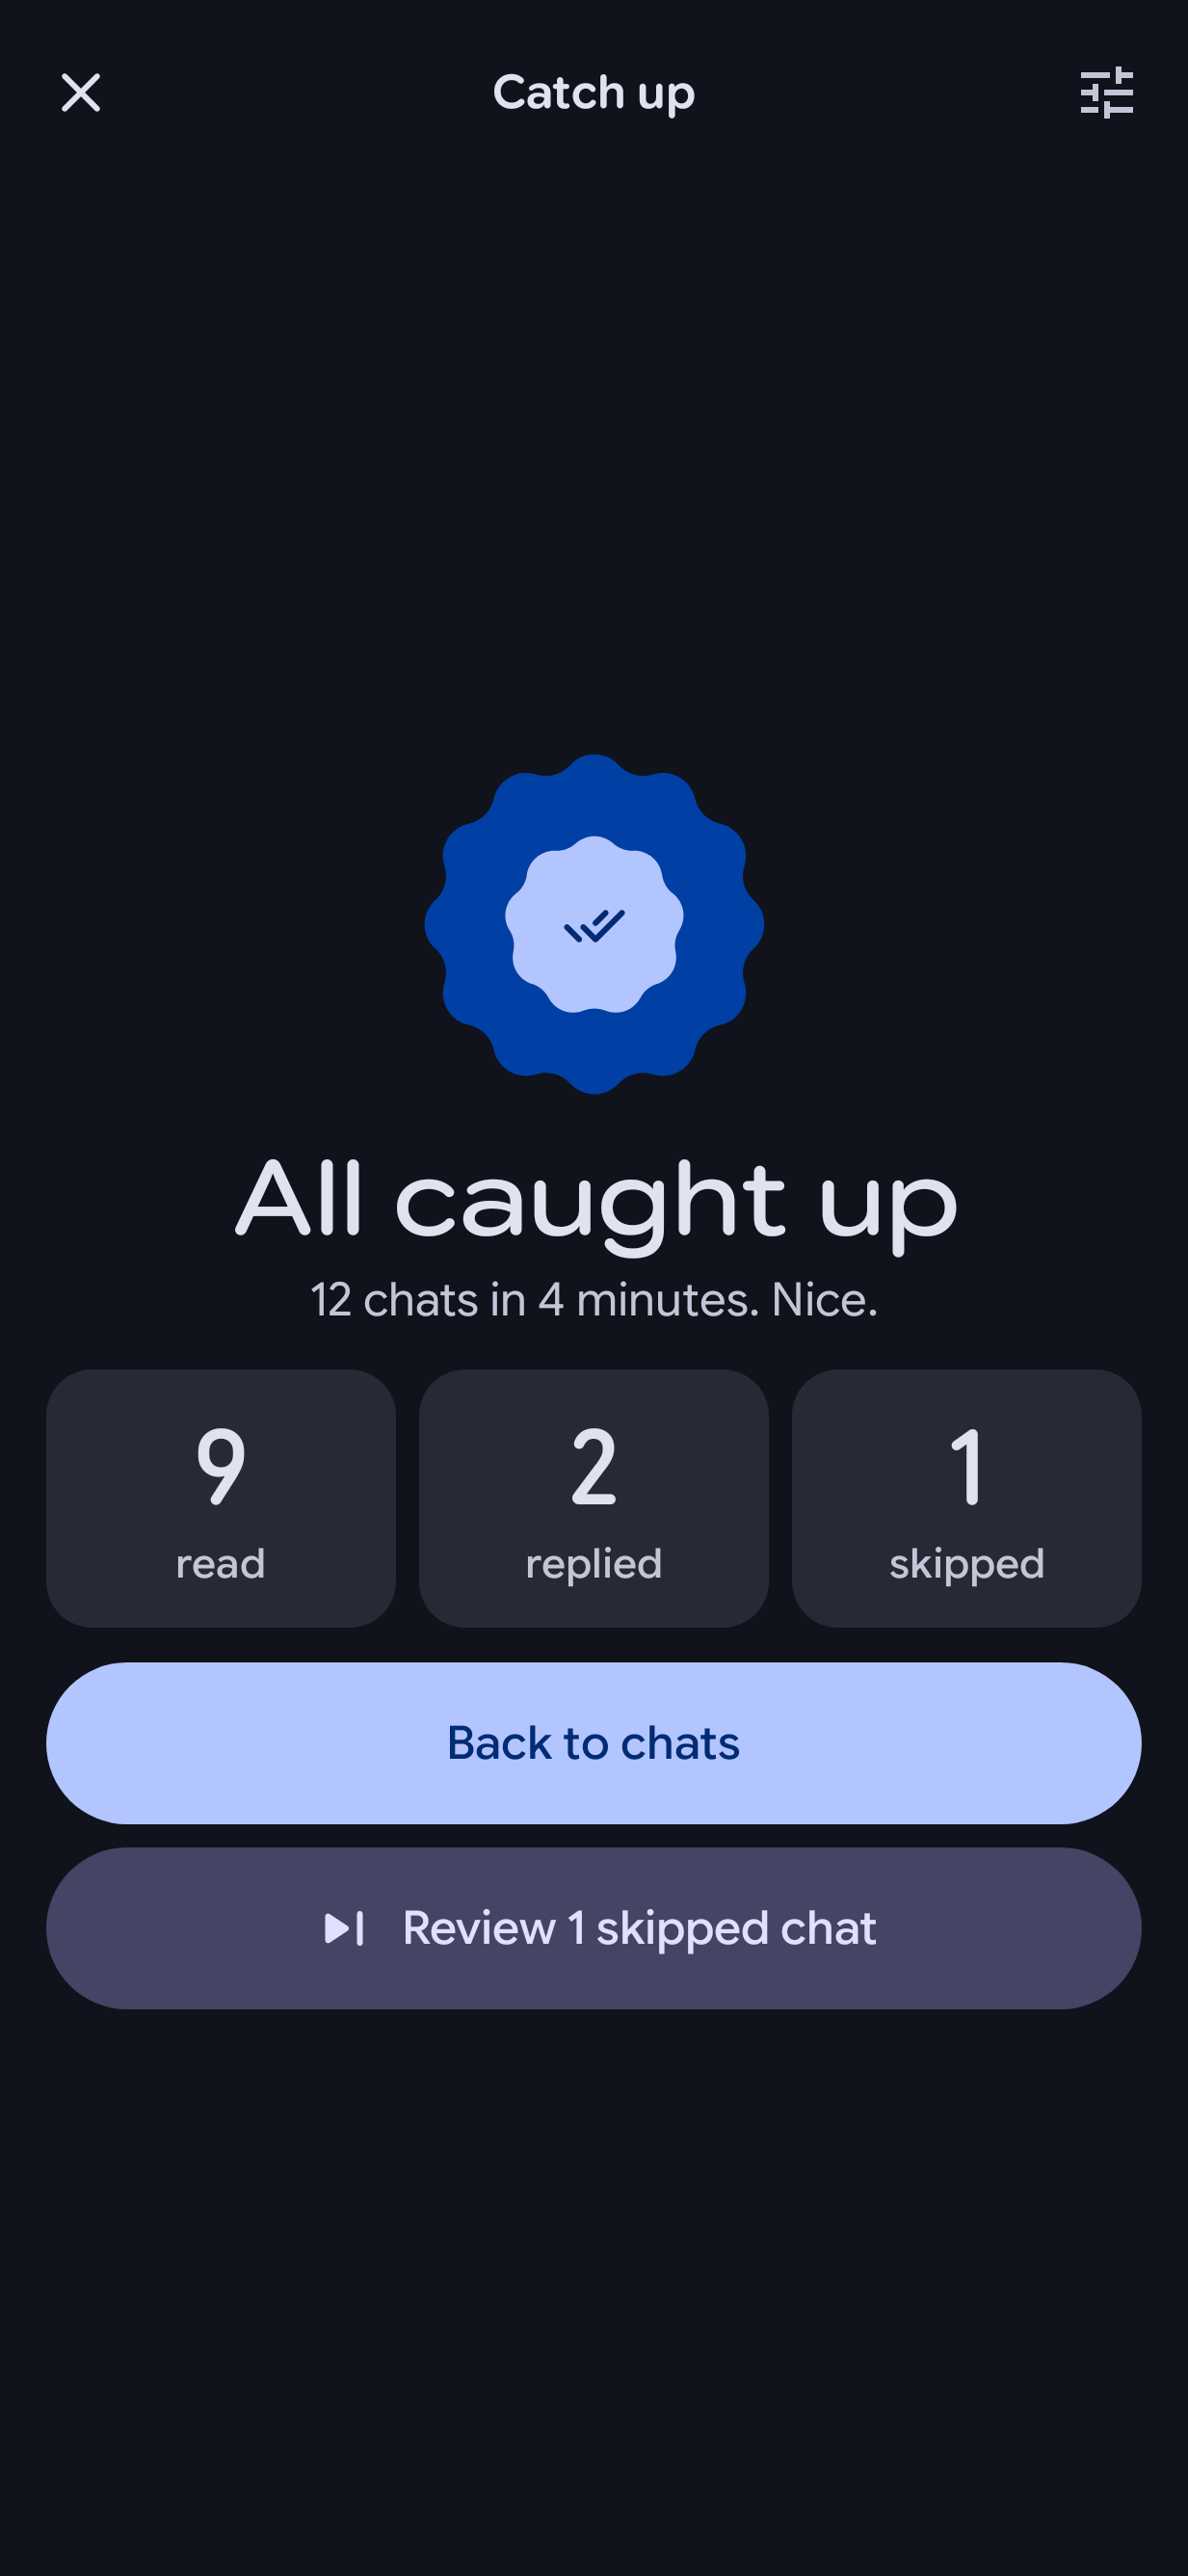 Catch up
All caught up
12 chats in 4 minutes. Nice.
9
read
2
replied
1
skipped
Back to chats
Review 1 skipped chat